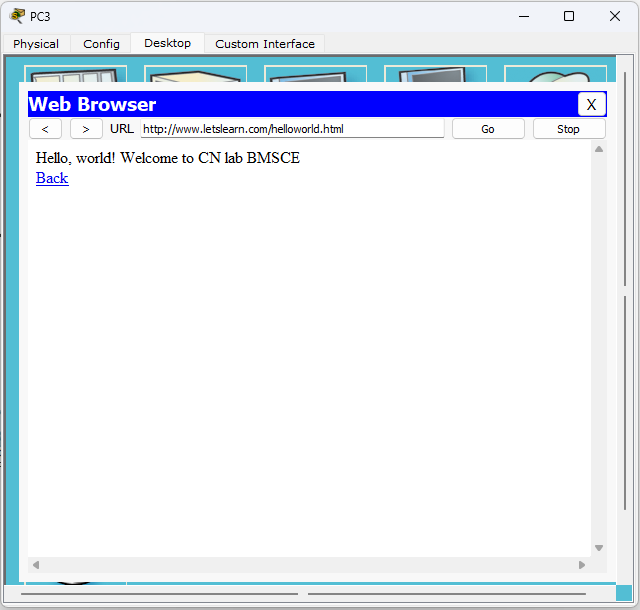 PC3
Physical Config Desktop Custom Interface
Web Browser X
< > URL http://www.letslearn.com/helloworld.html Go Stop
Hello, world! Welcome to CN lab BMSCE
Back